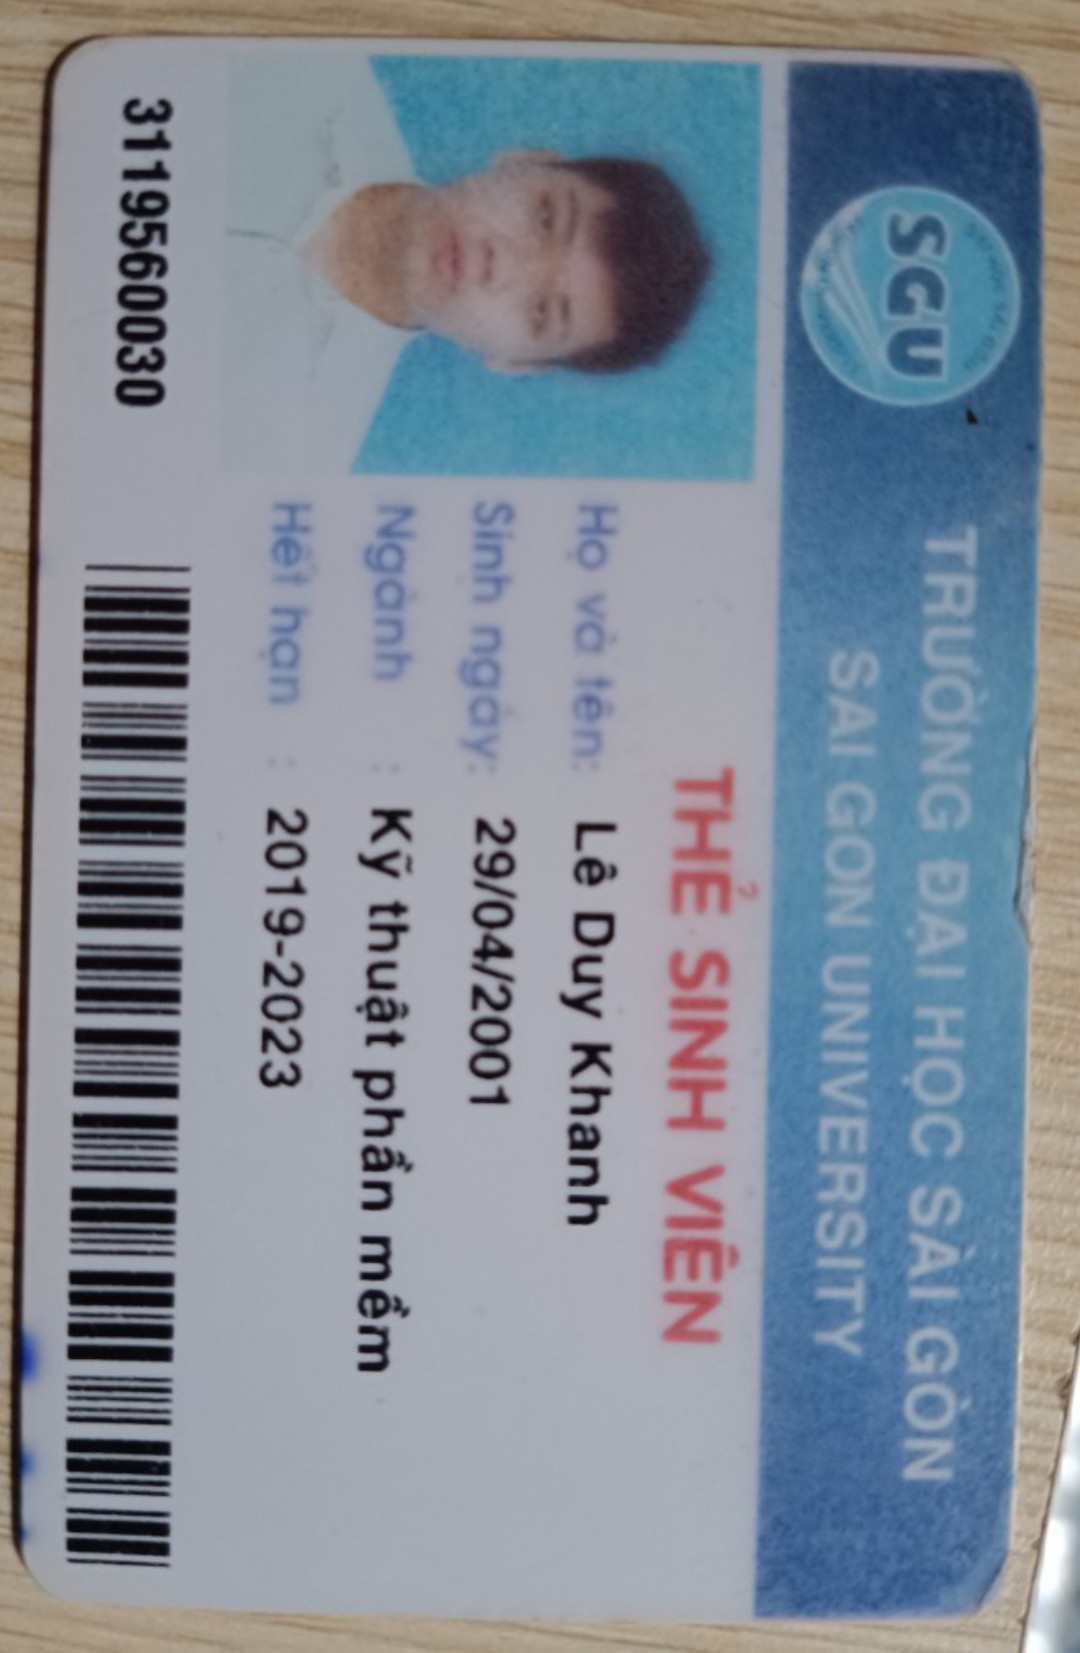 SGU
TRƯỜNG ĐẠI HỌC SÀI GÒN
SAI GON UNIVERSITY
THẺ SINH VIÊN
Họ và tên: Lê Duy Khanh
Sinh ngày: 29/04/2001
Ngành : Kỹ thuật phần mềm
Hết hạn : 2019-2023
3119560030